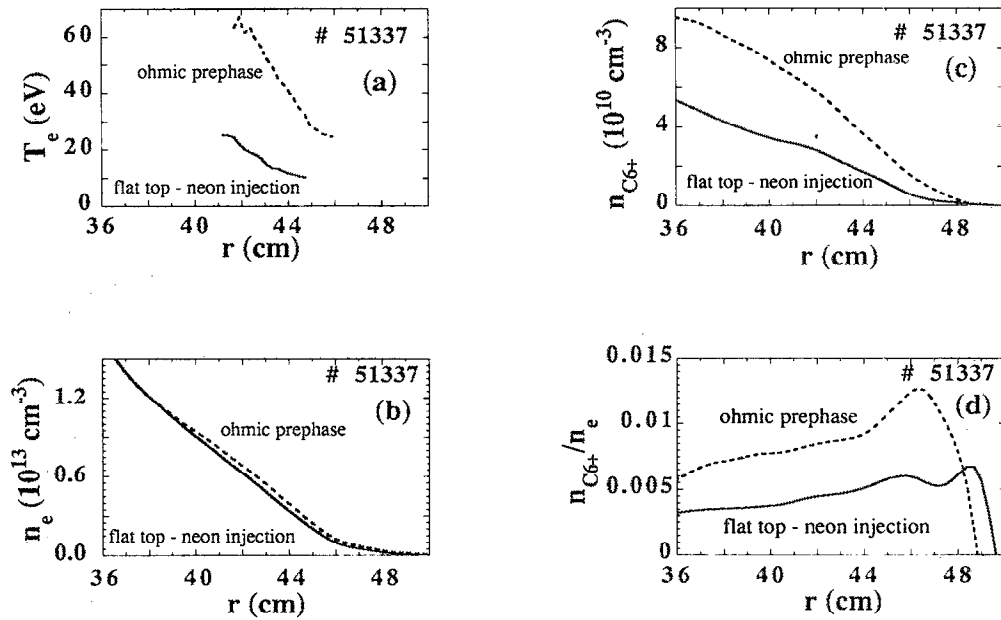 # 51337
(a)
ohmic prephase
flat top - neon injection
T_e (eV)
60
40
20
0
36 40 44 48
r (cm)
# 51337
(c)
ohmic prephase
flat top - neon injection
n_C6+ (10^10 cm^-3)
8
4
0
36 40 44 48
r (cm)
# 51337
(b)
ohmic prephase
flat top - neon injection
n_e (10^13 cm^-3)
1.2
0.6
0.0
36 40 44 48
r (cm)
# 51337
(d)
ohmic prephase
flat top - neon injection
n_C6+/n_e
0.015
0.01
0.005
0
36 40 44 48
r (cm)